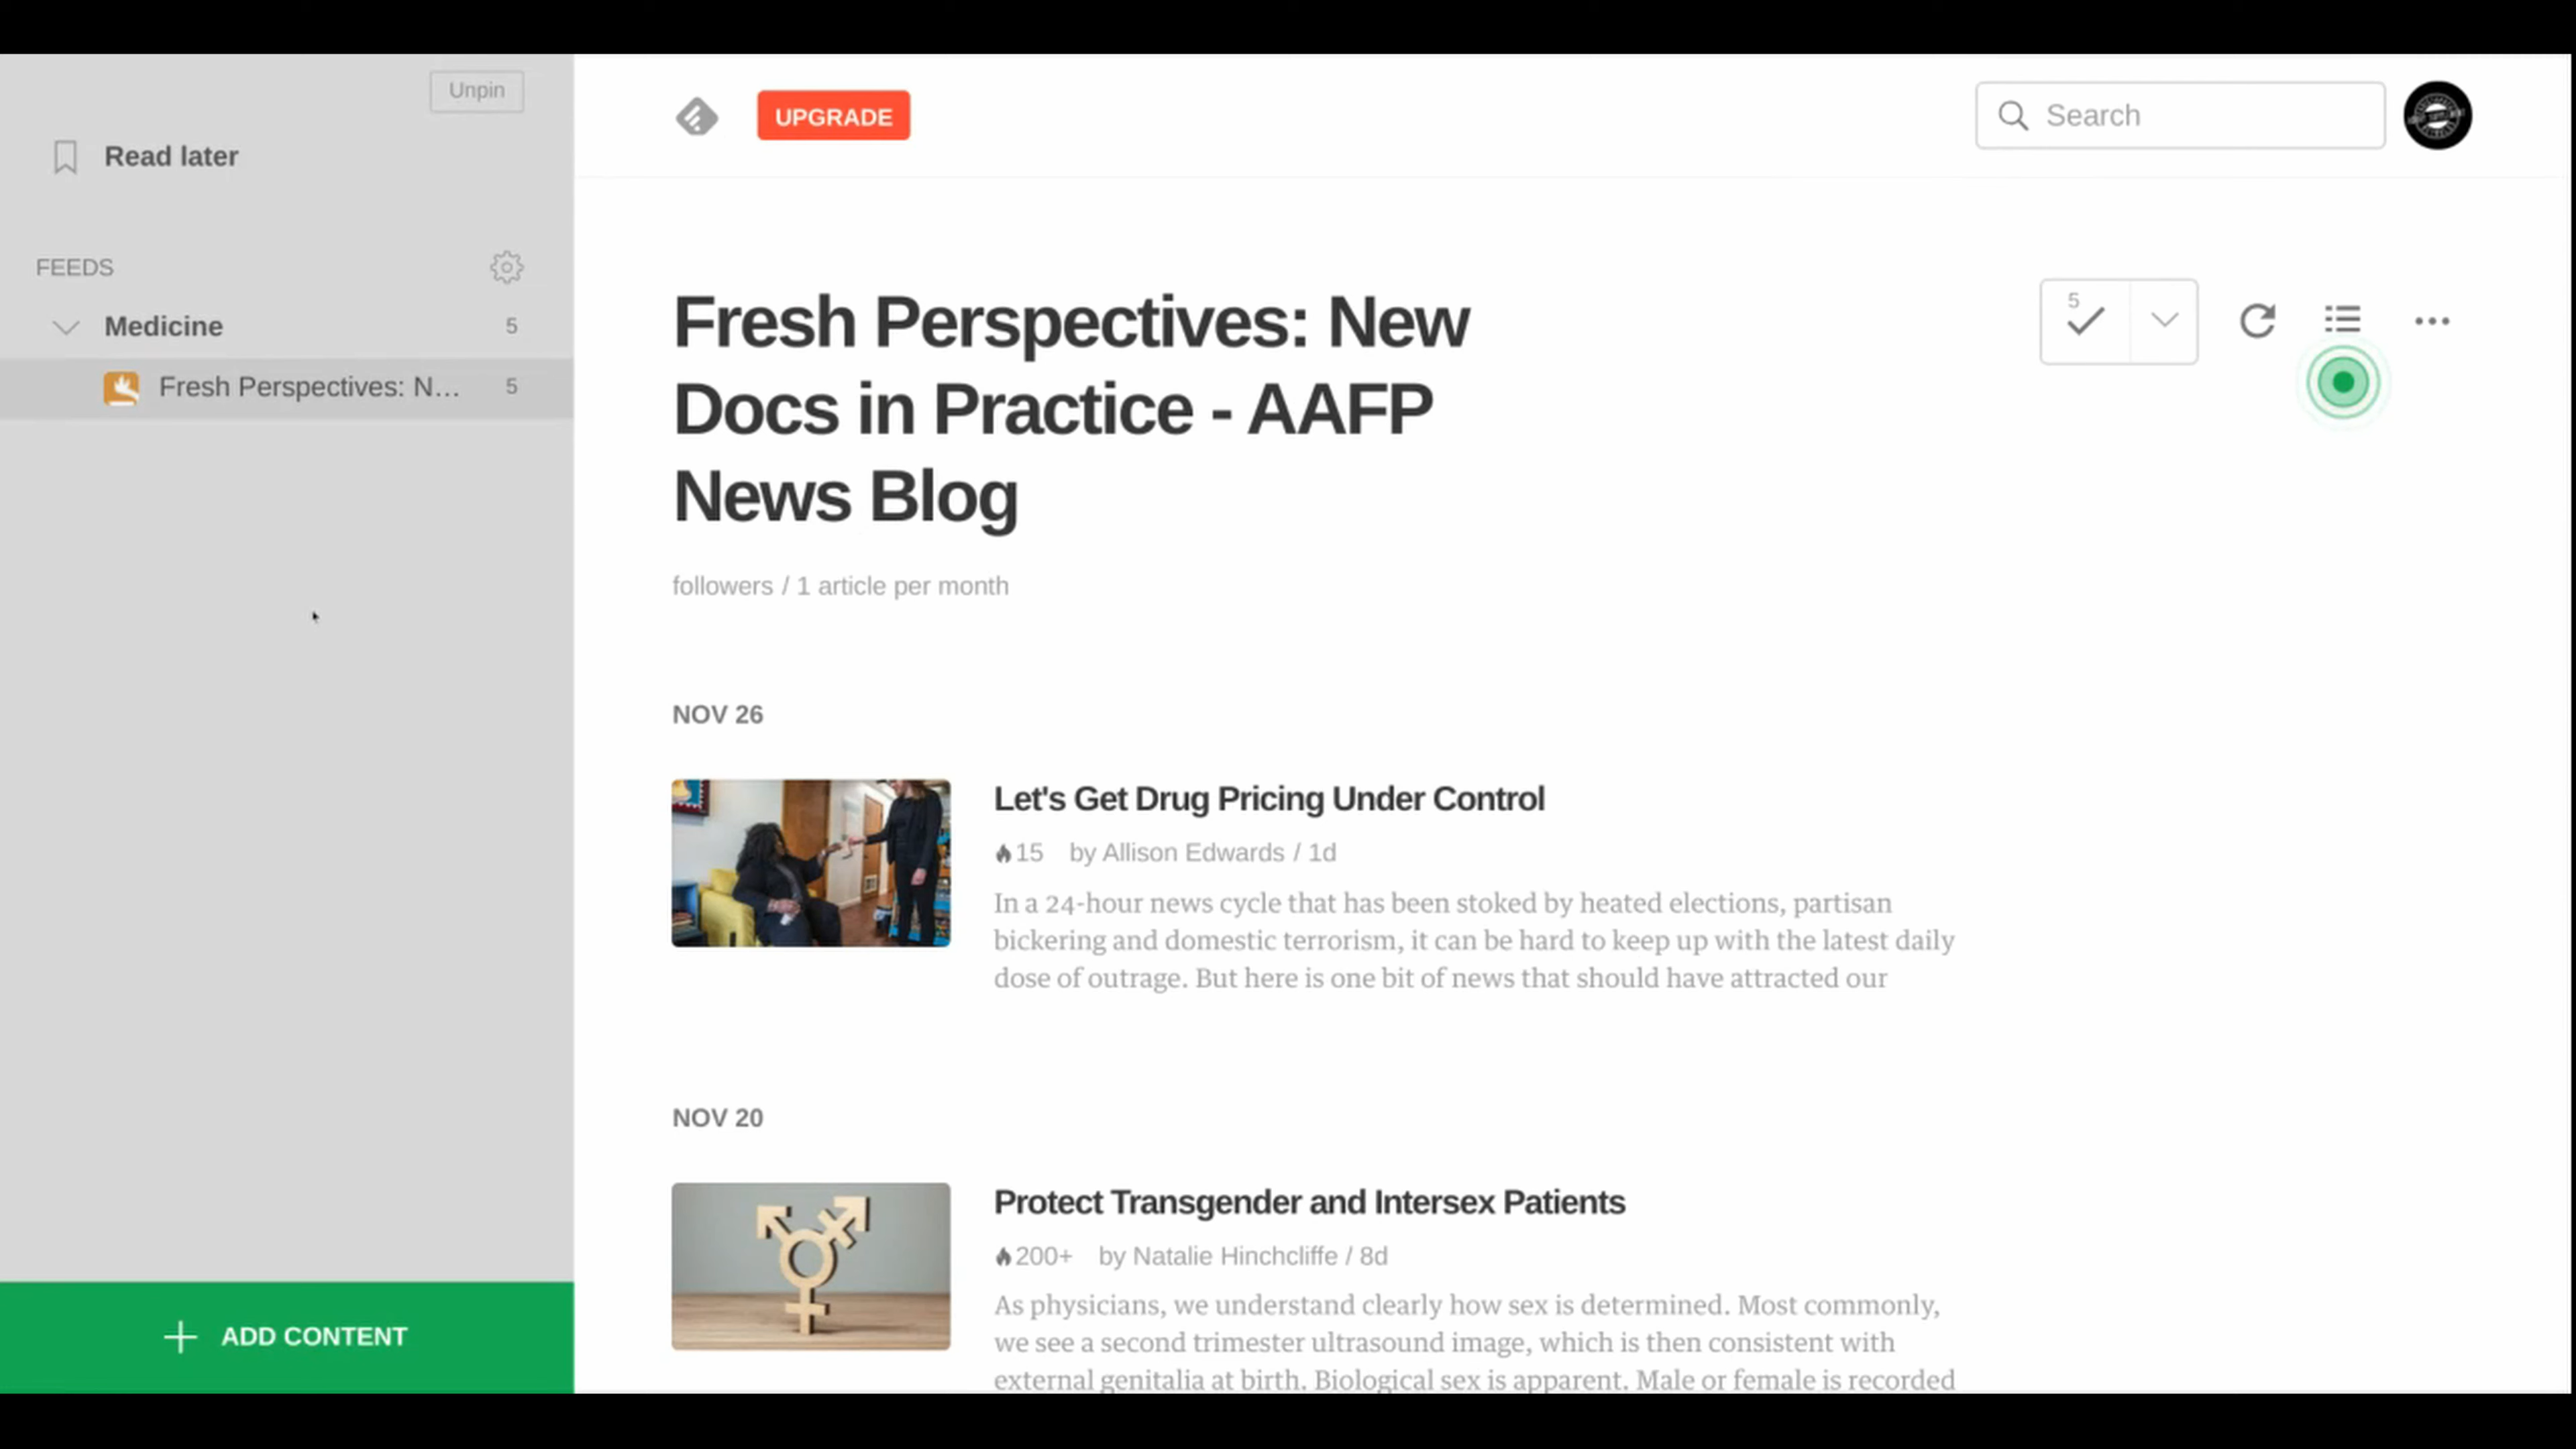 Unpin
Read later
FEEDS
Medicine 5
Fresh Perspectives: N... 5
ADD CONTENT
UPGRADE
Search
Fresh Perspectives: New
Docs in Practice - AAFP
News Blog
5
followers / 1 article per month
NOV 26
Let's Get Drug Pricing Under Control
15 by Allison Edwards / 1d
In a 24-hour news cycle that has been stoked by heated elections, partisan
bickering and domestic terrorism, it can be hard to keep up with the latest daily
dose of outrage. But here is one bit of news that should have attracted our
NOV 20
Protect Transgender and Intersex Patients
200+ by Natalie Hinchcliffe / 8d
As physicians, we understand clearly how sex is determined. Most commonly,
we see a second trimester ultrasound image, which is then consistent with
external genitalia at birth. Biological sex is apparent. Male or female is recorded